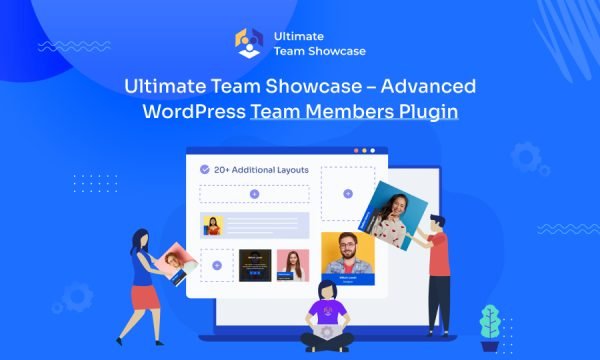 Ultimate
Team Showcase
Ultimate Team Showcase – Advanced
WordPress Team Members Plugin
20+ Additional Layouts